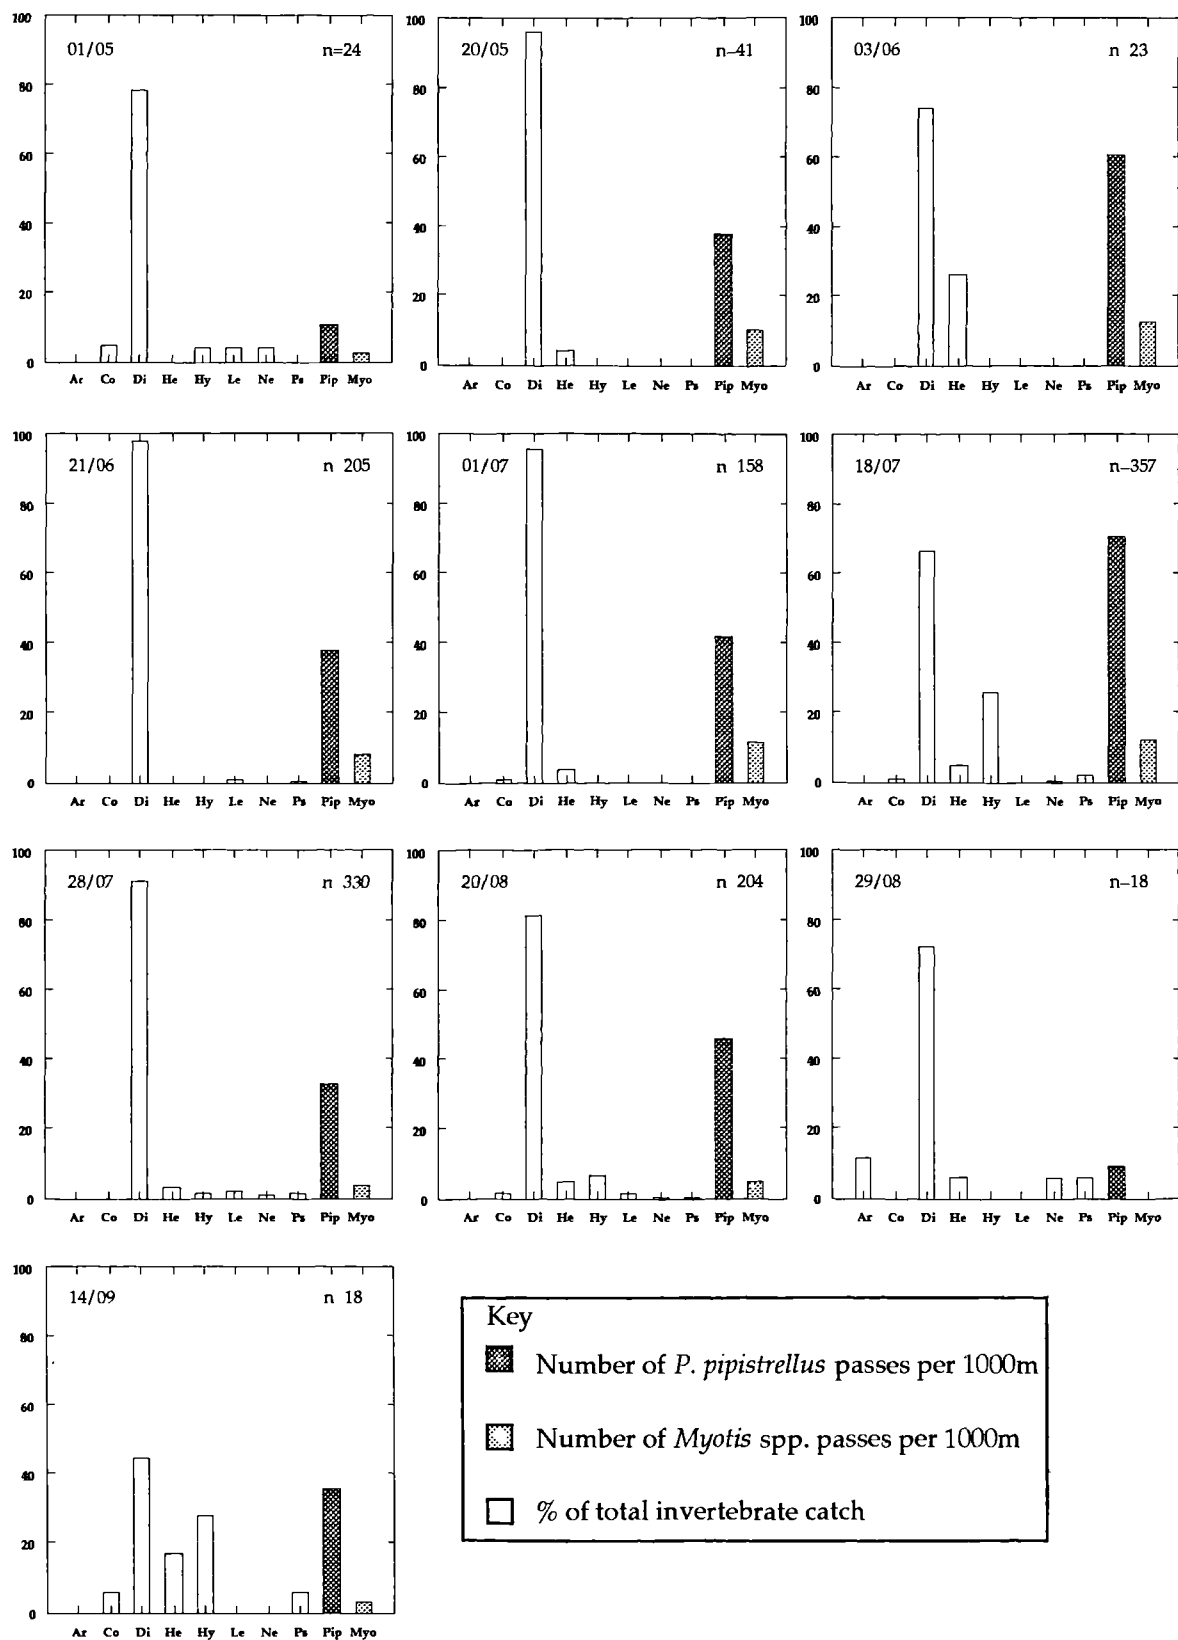 01/05 n=24
100
80
60
40
20
0
Ar Co Di He Hy Le Ne Ps Pip Myo
20/05 n–41
100
80
60
40
20
0
Ar Co Di He Hy Le Ne Ps Pip Myo
03/06 n 23
100
80
60
40
20
0
Ar Co Di He Hy Le Ne Ps Pip Myo
21/06 n 205
100
80
60
40
20
0
Ar Co Di He Hy Le Ne Ps Pip Myo
01/07 n 158
100
80
60
40
20
0
Ar Co Di He Hy Le Ne Ps Pip Myo
18/07 n–357
100
80
60
40
20
0
Ar Co Di He Hy Le Ne Ps Pip Myo
28/07 n 330
100
80
60
40
20
0
Ar Co Di He Hy Le Ne Ps Pip Myo
20/08 n 204
100
80
60
40
20
0
Ar Co Di He Hy Le Ne Ps Pip Myo
29/08 n–18
100
80
60
40
20
0
Ar Co Di He Hy Le Ne Ps Pip Myo
14/09 n 18
100
80
60
40
20
0
Ar Co Di He Hy Le Ne Ps Pip Myo
Key
Number of P. pipistrellus passes per 1000m
Number of Myotis spp. passes per 1000m
% of total invertebrate catch